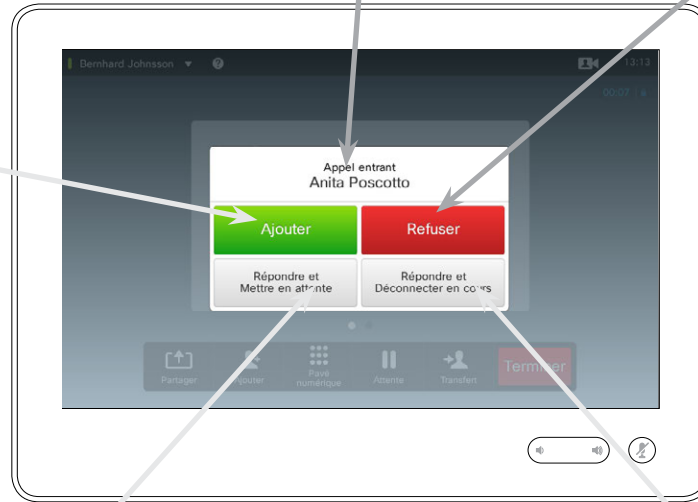 Bernhard Johnsson
?
13:13
00:07
Appel entrant
Anita Poscotto
Ajouter
Refuser
Répondre et
Mettre en attente
Répondre et
Déconnecter en cours
Partager
Ajouter
Pavé
numérique
Attente
Transfert
Terminer